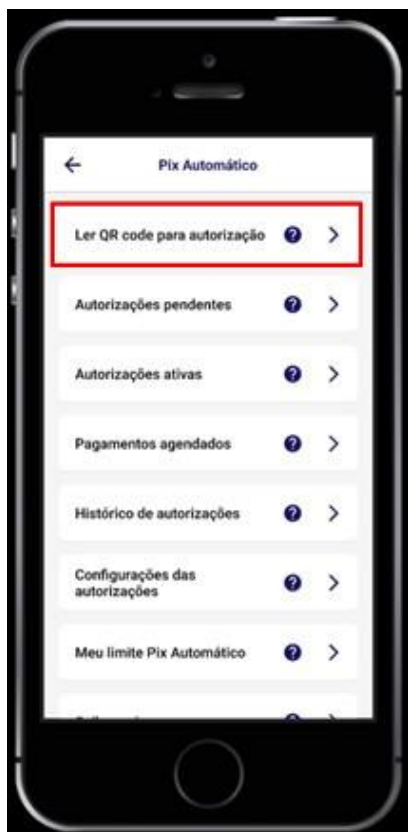 Pix Automático
Ler QR code para autorização
Autorizações pendentes
Autorizações ativas
Pagamentos agendados
Histórico de autorizações
Configurações das
autorizações
Meu limite Pix Automático